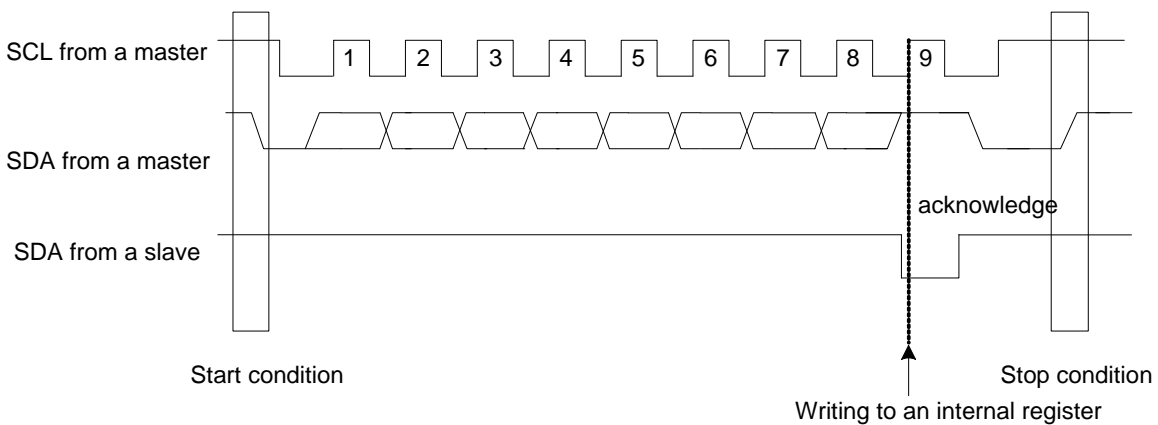 SCL from a master
1 2 3 4 5 6 7 8 9
SDA from a master
acknowledge
SDA from a slave
Start condition
Stop condition
Writing to an internal register